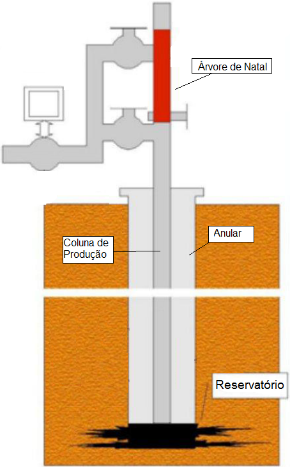 Árvore de Natal
Coluna de
Produção
Anular
Reservatório